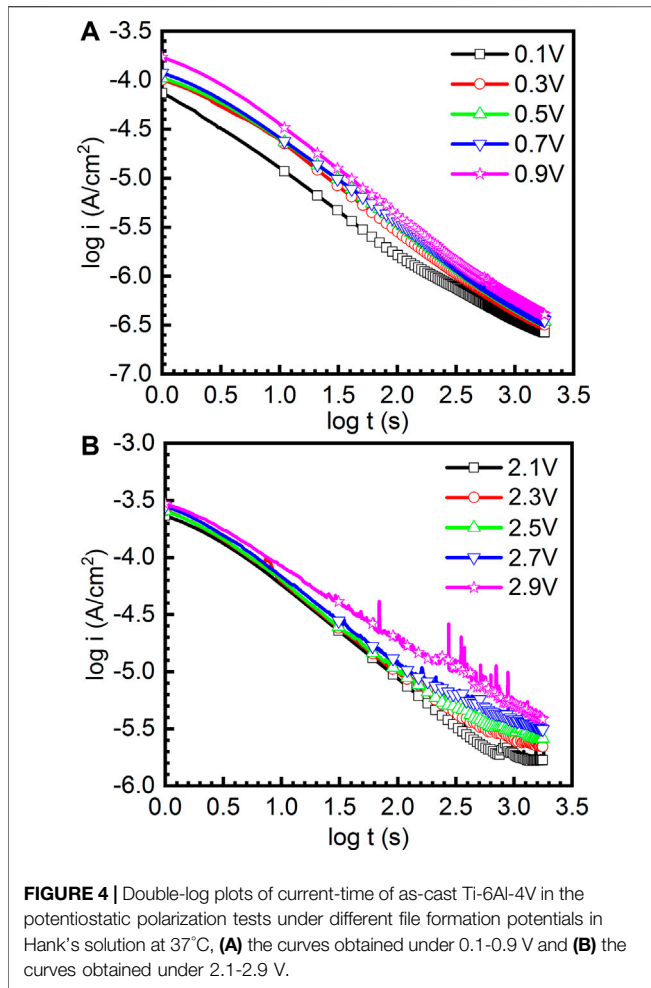 A
-3.5
-4.0
-4.5
-5.0
-5.5
-6.0
-6.5
-7.0
log i (A/cm²)
0.1V
0.3V
0.5V
0.7V
0.9V
0.0 0.5 1.0 1.5 2.0 2.5 3.0 3.5
log t (s)
B
-3.0
-3.5
-4.0
-4.5
-5.0
-5.5
-6.0
log i (A/cm²)
2.1V
2.3V
2.5V
2.7V
2.9V
0.0 0.5 1.0 1.5 2.0 2.5 3.0 3.5
log t (s)
FIGURE 4 | Double-log plots of current-time of as-cast Ti-6Al-4V in the
potentiostatic polarization tests under different file formation potentials in
Hank's solution at 37°C, (A) the curves obtained under 0.1-0.9 V and (B) the
curves obtained under 2.1-2.9 V.